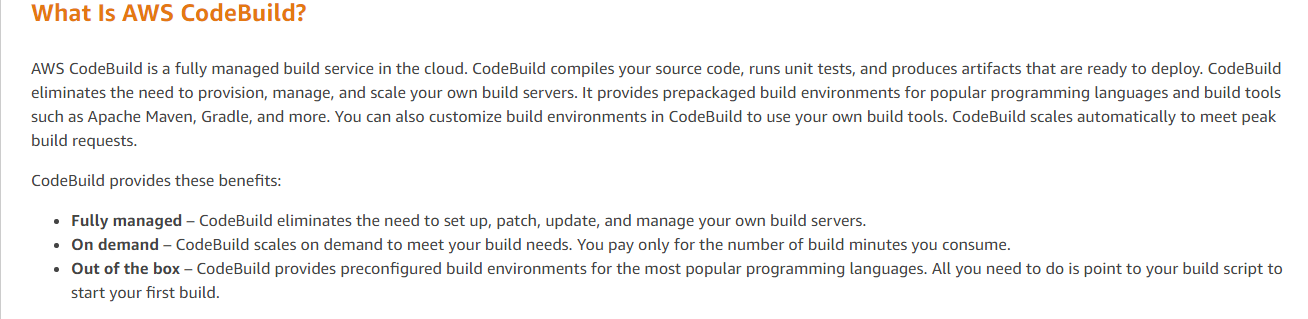 What Is AWS CodeBuild?
AWS CodeBuild is a fully managed build service in the cloud. CodeBuild compiles your source code, runs unit tests, and produces artifacts that are ready to deploy. CodeBuild
eliminates the need to provision, manage, and scale your own build servers. It provides prepackaged build environments for popular programming languages and build tools
such as Apache Maven, Gradle, and more. You can also customize build environments in CodeBuild to use your own build tools. CodeBuild scales automatically to meet peak
build requests.
CodeBuild provides these benefits:
• Fully managed – CodeBuild eliminates the need to set up, patch, update, and manage your own build servers.
• On demand – CodeBuild scales on demand to meet your build needs. You pay only for the number of build minutes you consume.
• Out of the box – CodeBuild provides preconfigured build environments for the most popular programming languages. All you need to do is point to your build script to
start your first build.